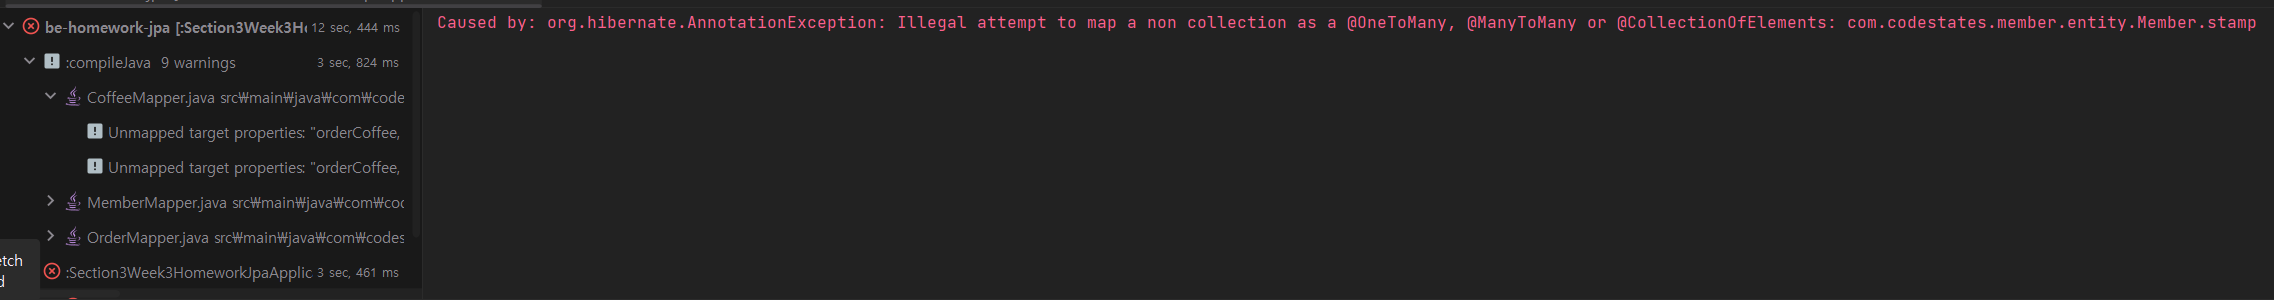 be-homework-jpa [:Section3Week3H 12 sec, 444 ms
:compileJava 9 warnings 3 sec, 824 ms
CoffeeMapper.java src₩main₩java₩com₩code
! Unmapped target properties: "orderCoffee,
! Unmapped target properties: "orderCoffee,
MemberMapper.java src₩main₩java₩com₩coc
OrderMapper.java src₩main₩java₩com₩codes
:Section3Week3HomeworkJpaApplic 3 sec, 461 ms
etch
d
Caused by: org.hibernate.AnnotationException: Illegal attempt to map a non collection as a @OneToMany, @ManyToMany or @CollectionOfElements: com.codestates.member.entity.Member.stamp